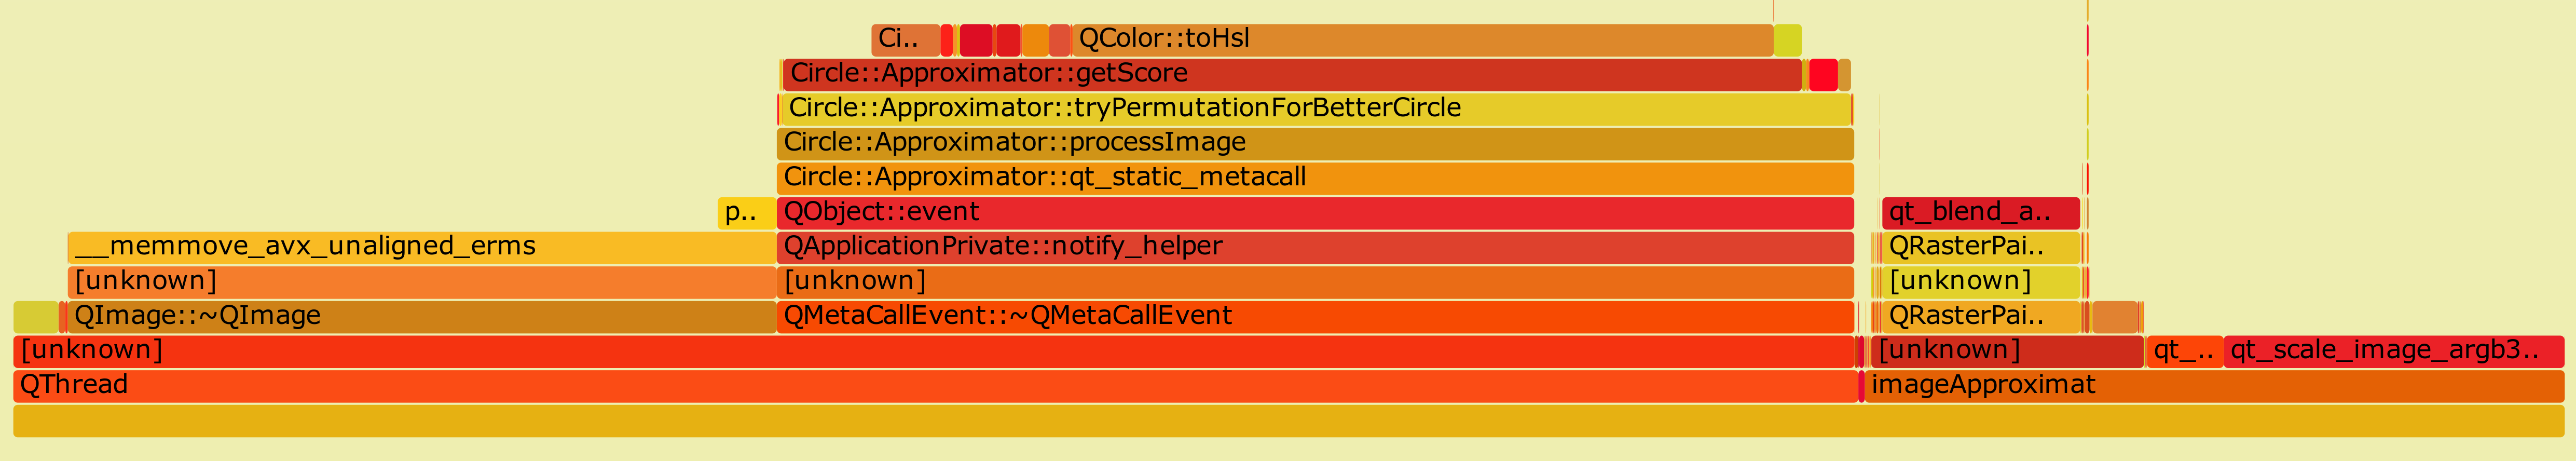 Ci.. QColor::toHsl
Circle::Approximator::getScore
Circle::Approximator::tryPermutationForBetterCircle
Circle::Approximator::processImage
Circle::Approximator::qt_static_metacall
p.. QObject::event qt_blend_a..
__memmove_avx_unaligned_erms QApplicationPrivate::notify_helper QRasterPai..
[unknown] [unknown] [unknown]
QImage::~QImage QMetaCallEvent::~QMetaCallEvent QRasterPai..
[unknown] [unknown] qt_.. qt_scale_image_argb3..
QThread imageApproximat